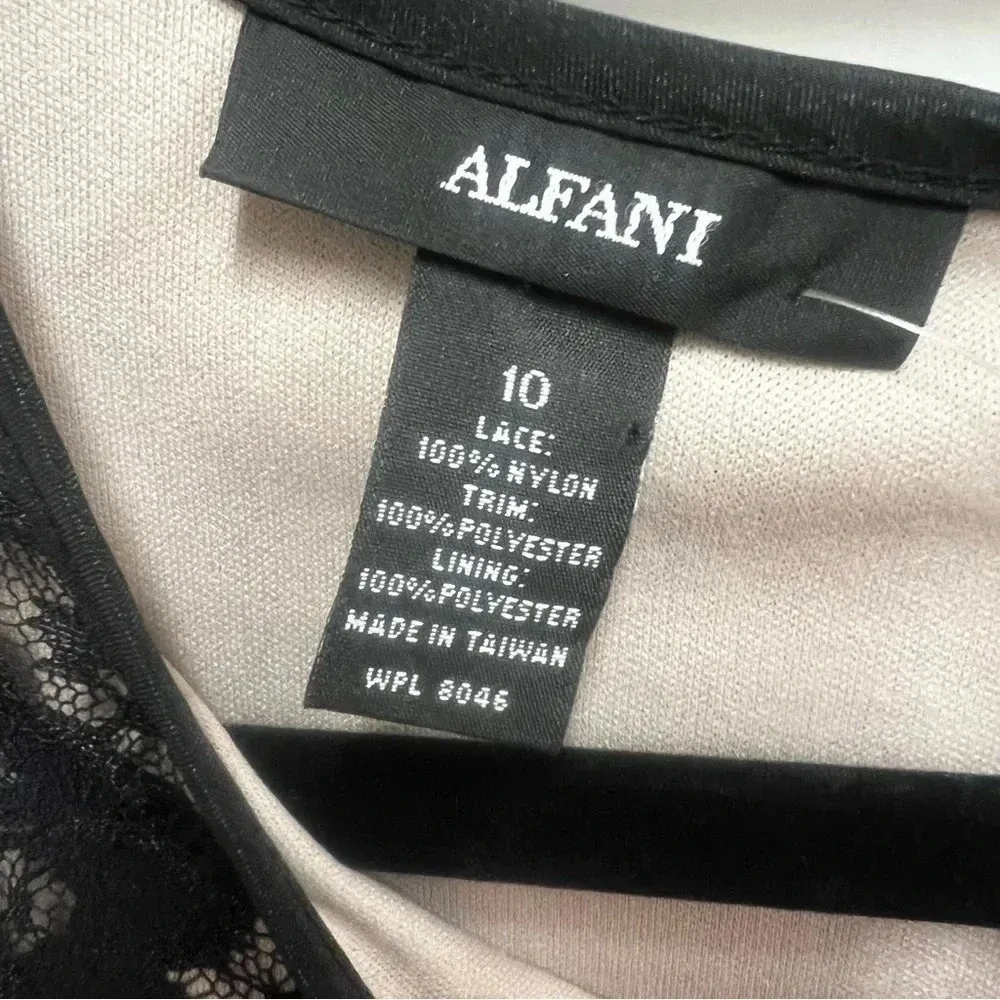 ALFANI
10
LACE:
100% NYLON
TRIM:
100% POLYESTER
LINING:
100% POLYESTER
MADE IN TAIWAN
WPL 8046